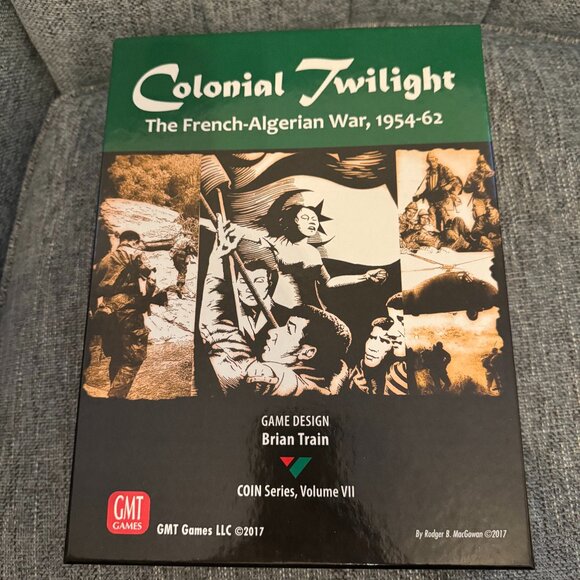 Colonial Twilight
The French-Algerian War, 1954-62
GAME DESIGN
Brian Train
COIN Series, Volume VII
GMT
GAMES
GMT Games LLC ©2017
By Rodger B. MacGowan ©2017